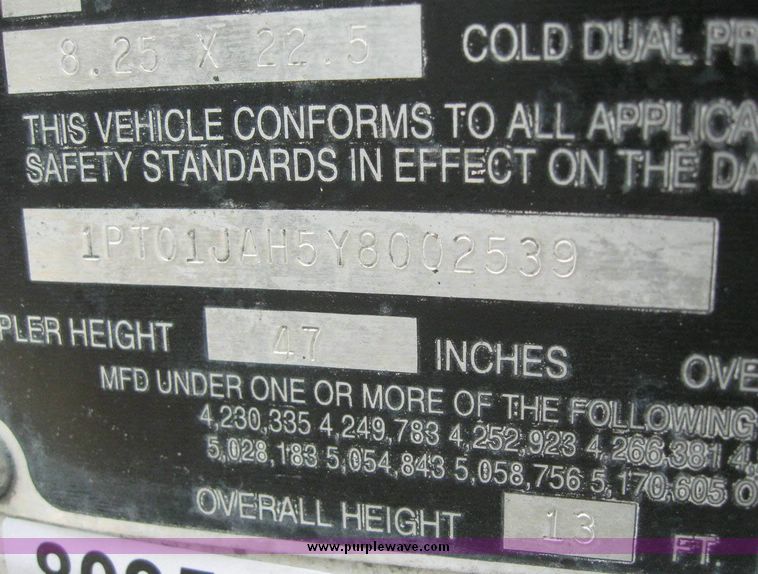 8.25 X 22.5 COLD DUAL PR
THIS VEHICLE CONFORMS TO ALL APPLICA
SAFETY STANDARDS IN EFFECT ON THE DA
1PT01JAH5Y8002539
PLER HEIGHT 47 INCHES OVE
MFD UNDER ONE OR MORE OF THE FOLLOWING
4,230,335 4,249,783 4,252,923 4,266,381 4,
5,028,183 5,054,843 5,058,756 5,170,605 O
OVERALL HEIGHT 13 FT.
www.purplewave.com